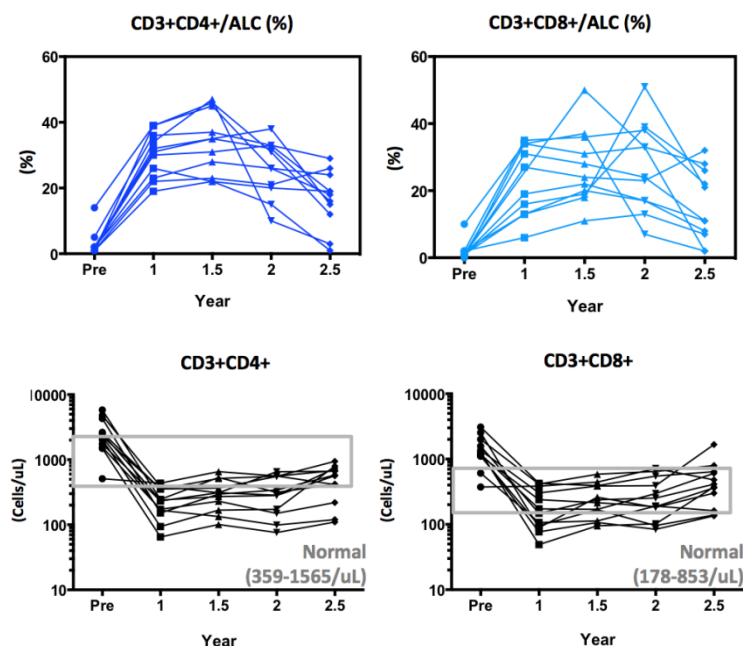 CD3+CD4+/ALC (%)
60
40
20
0
(%)
Pre 1 1.5 2 2.5
Year
CD3+CD8+/ALC (%)
60
40
20
0
(%)
Pre 1 1.5 2 2.5
Year
CD3+CD4+
10000
1000
100
10
(Cells/uL)
Normal
(359-1565/uL)
Pre 1 1.5 2 2.5
Year
CD3+CD8+
10000
1000
100
10
(Cells/uL)
Normal
(178-853/uL)
Pre 1 1.5 2 2.5
Year